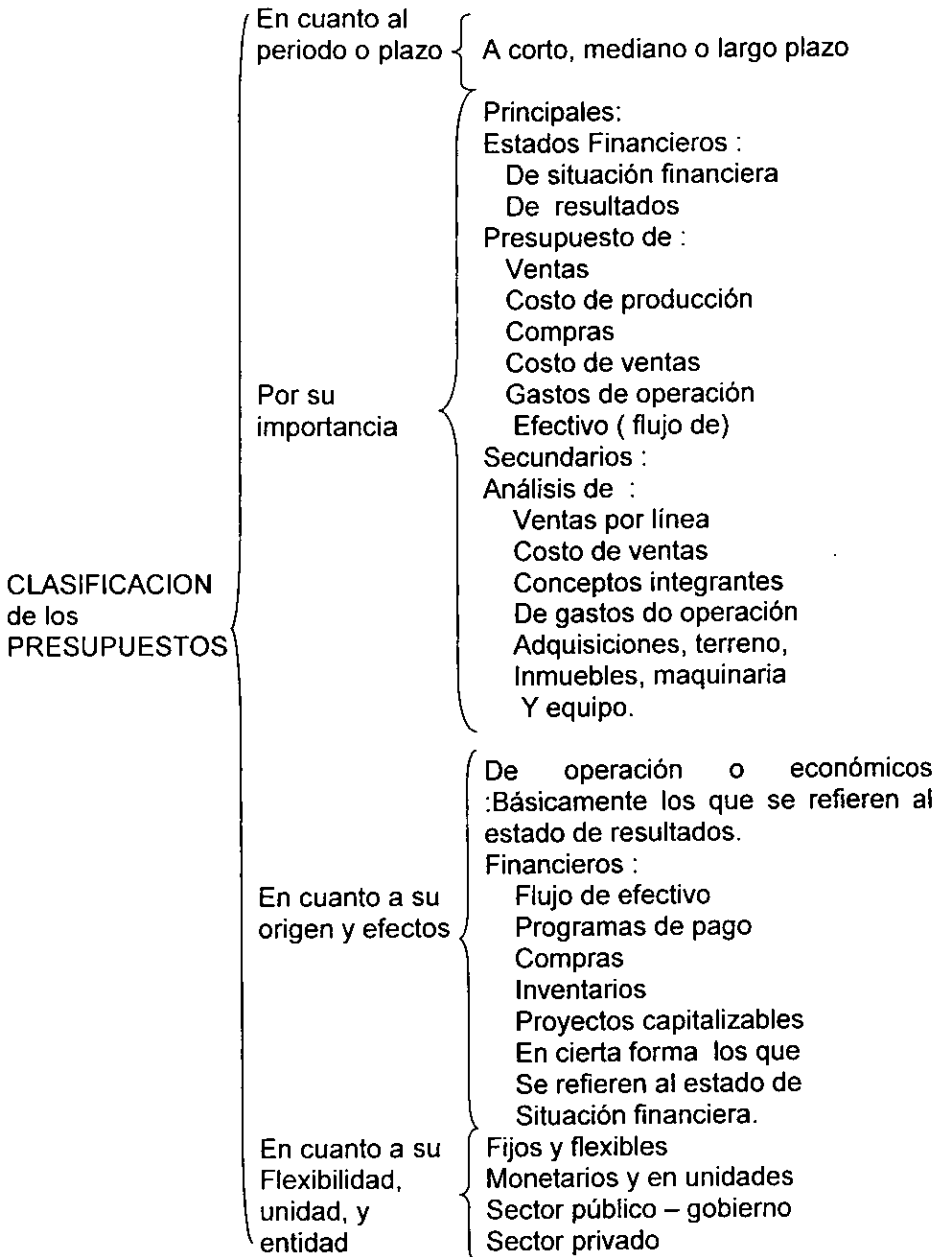 En cuanto al
periodo o plazo
A corto, mediano o largo plazo
Principales:
Estados Financieros :
De situación financiera
De resultados
Presupuesto de :
Ventas
Costo de producción
Compras
Costo de ventas
Gastos de operación
Efectivo ( flujo de)
Secundarios :
Análisis de :
Ventas por línea
Costo de ventas
Conceptos integrantes
De gastos do operación
Adquisiciones, terreno,
Inmuebles, maquinaria
Y equipo.
Por su
importancia
CLASIFICACION
de los
PRESUPUESTOS
De operación o económicos
:Básicamente los que se refieren al
estado de resultados.
Financieros :
Flujo de efectivo
Programas de pago
Compras
Inventarios
Proyectos capitalizables
En cierta forma los que
Se refieren al estado de
Situación financiera.
En cuanto a su
origen y efectos
En cuanto a su
Flexibilidad,
unidad, y
entidad
Fijos y flexibles
Monetarios y en unidades
Sector público – gobierno
Sector privado